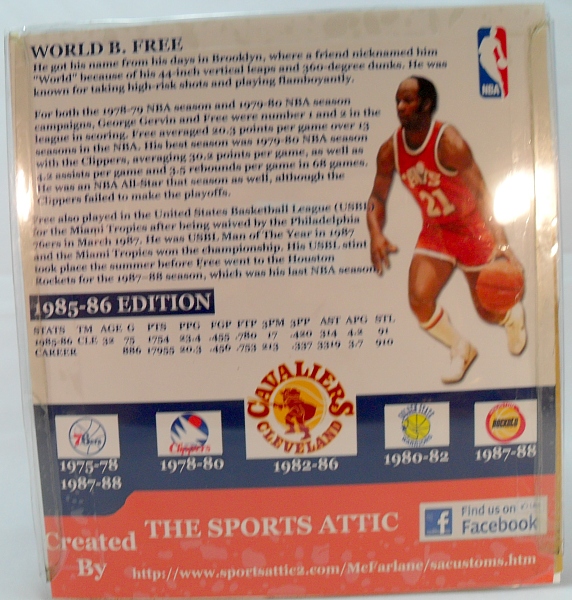 WORLD B. FREE
He got his name from his days in Brooklyn, where a friend nicknamed him
"World" because of his 44-inch vertical leaps and 360-degree dunks. He was
known for taking high-risk shots and playing flamboyantly.
For both the 1978-79 NBA season and 1979-80 NBA season
campaigns, George Gervin and Free were number 1 and 2 in the
league in scoring. Free averaged 20.3 points per game over 13
seasons in the NBA. His best season was 1979-80 NBA season
with the Clippers, averaging 30.2 points per game, as well as
4.2 assists per game and 3.5 rebounds per game in 68 games.
He was an NBA All-Star that season as well, although the
Clippers failed to make the playoffs.
Free also played in the United States Basketball League (USBL)
for the Miami Tropics after being waived by the Philadelphia
76ers in March 1987. He was USBL Man of The Year in 1987
and the Miami Tropics won the championship. His USBL stint
took place the summer before Free went to the Houston
Rockets for the 1987-88 season, which was his last NBA season.
NBA
21
1985-86 EDITION
STATS TM AGE G PTS PPG FGP FTP 3PM 3PP AST APG STL
1985-86 CLE 32 75 1754 23.4 .455 .780 17 .420 314 4.2 91
CAREER 886 17955 20.3 .456 .753 213 .337 3319 3.7 910
76ers
Clippers
CAVALIERS
CLEVELAND
GOLDEN STATE
WARRIORS
ROCKETS
1975-78
1987-88
1978-80
1982-86
1980-82
1987-88
Created
By
THE SPORTS ATTIC
Find us on
Facebook
http://www.sportsattic2.com/McFarlane/sacustoms.htm